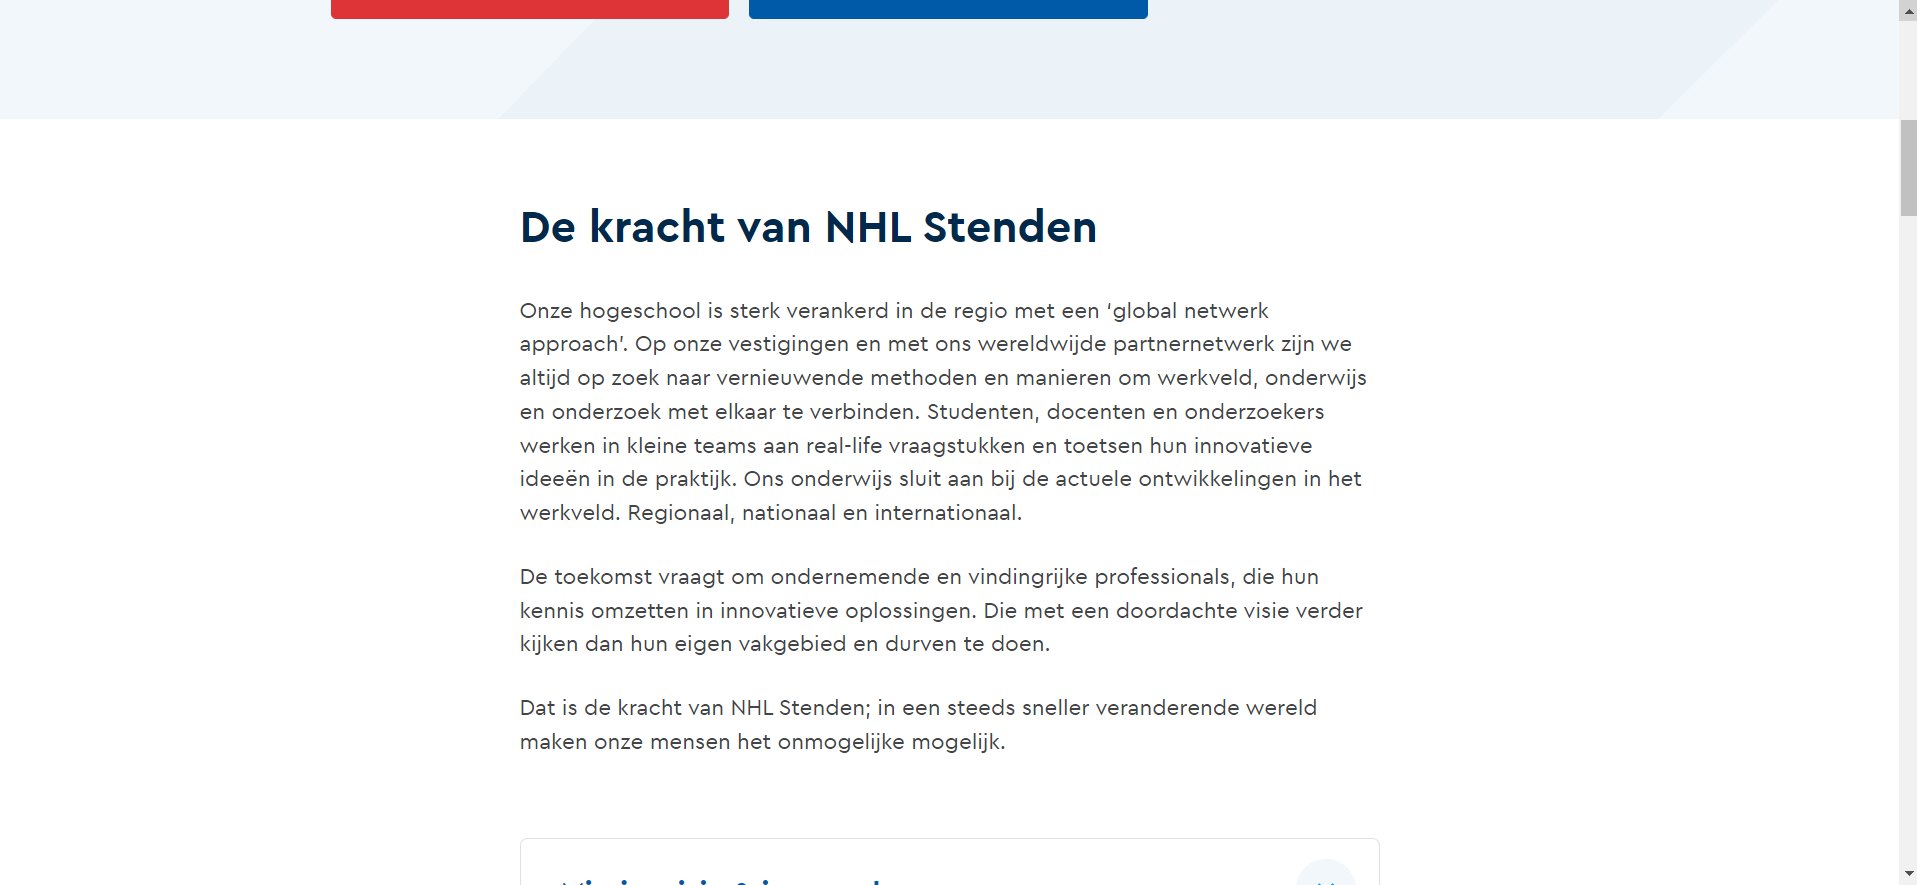 De kracht van NHL Stenden
Onze hogeschool is sterk verankerd in de regio met een ‘global netwerk
approach’. Op onze vestigingen en met ons wereldwijde partnernetwerk zijn we
altijd op zoek naar vernieuwende methoden en manieren om werkveld, onderwijs
en onderzoek met elkaar te verbinden. Studenten, docenten en onderzoekers
werken in kleine teams aan real-life vraagstukken en toetsen hun innovatieve
ideeën in de praktijk. Ons onderwijs sluit aan bij de actuele ontwikkelingen in het
werkveld. Regionaal, nationaal en internationaal.
De toekomst vraagt om ondernemende en vindingrijke professionals, die hun
kennis omzetten in innovatieve oplossingen. Die met een doordachte visie verder
kijken dan hun eigen vakgebied en durven te doen.
Dat is de kracht van NHL Stenden; in een steeds sneller veranderende wereld
maken onze mensen het onmogelijke mogelijk.